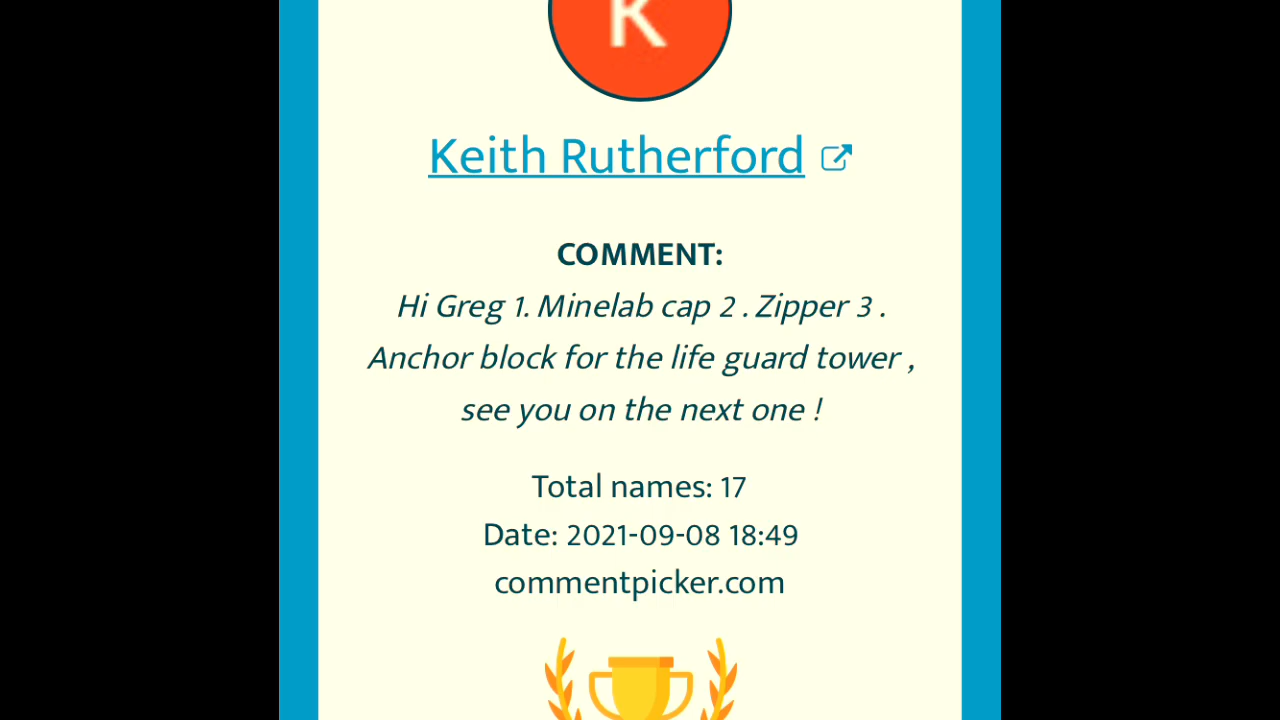 K
Keith Rutherford
COMMENT:
Hi Greg 1. Minelab cap 2 . Zipper 3 .
Anchor block for the life guard tower ,
see you on the next one !
Total names: 17
Date: 2021-09-08 18:49
commentpicker.com